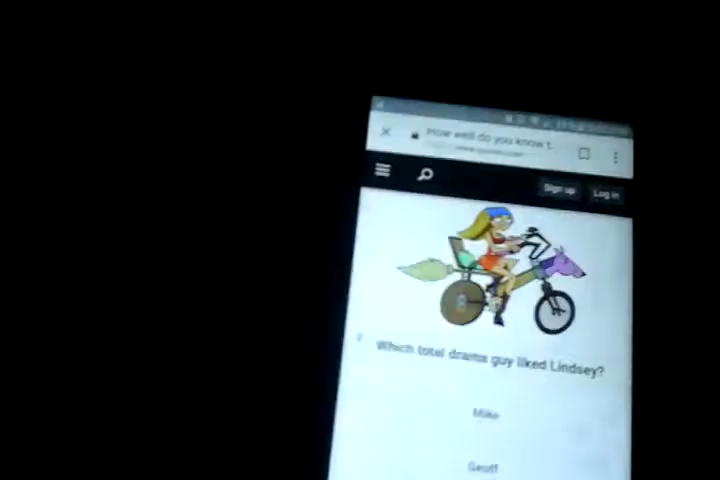 How well do you know t.
Sign up
Log in
Which total drama guy liked Lindsey?
Mike
Geoff